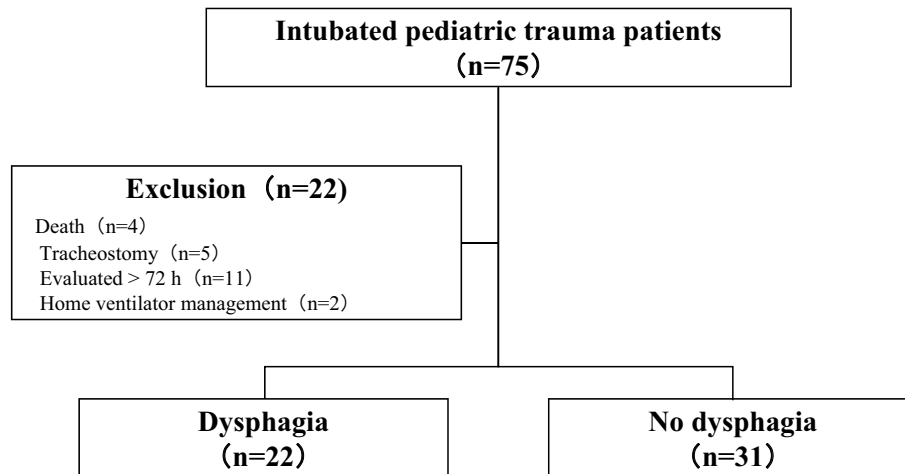 Intubated pediatric trauma patients
（n=75）
Exclusion（n=22)
Death（n=4）
Tracheostomy（n=5）
Evaluated > 72 h（n=11）
Home ventilator management（n=2）
Dysphagia
(n=22)
No dysphagia
(n=31)